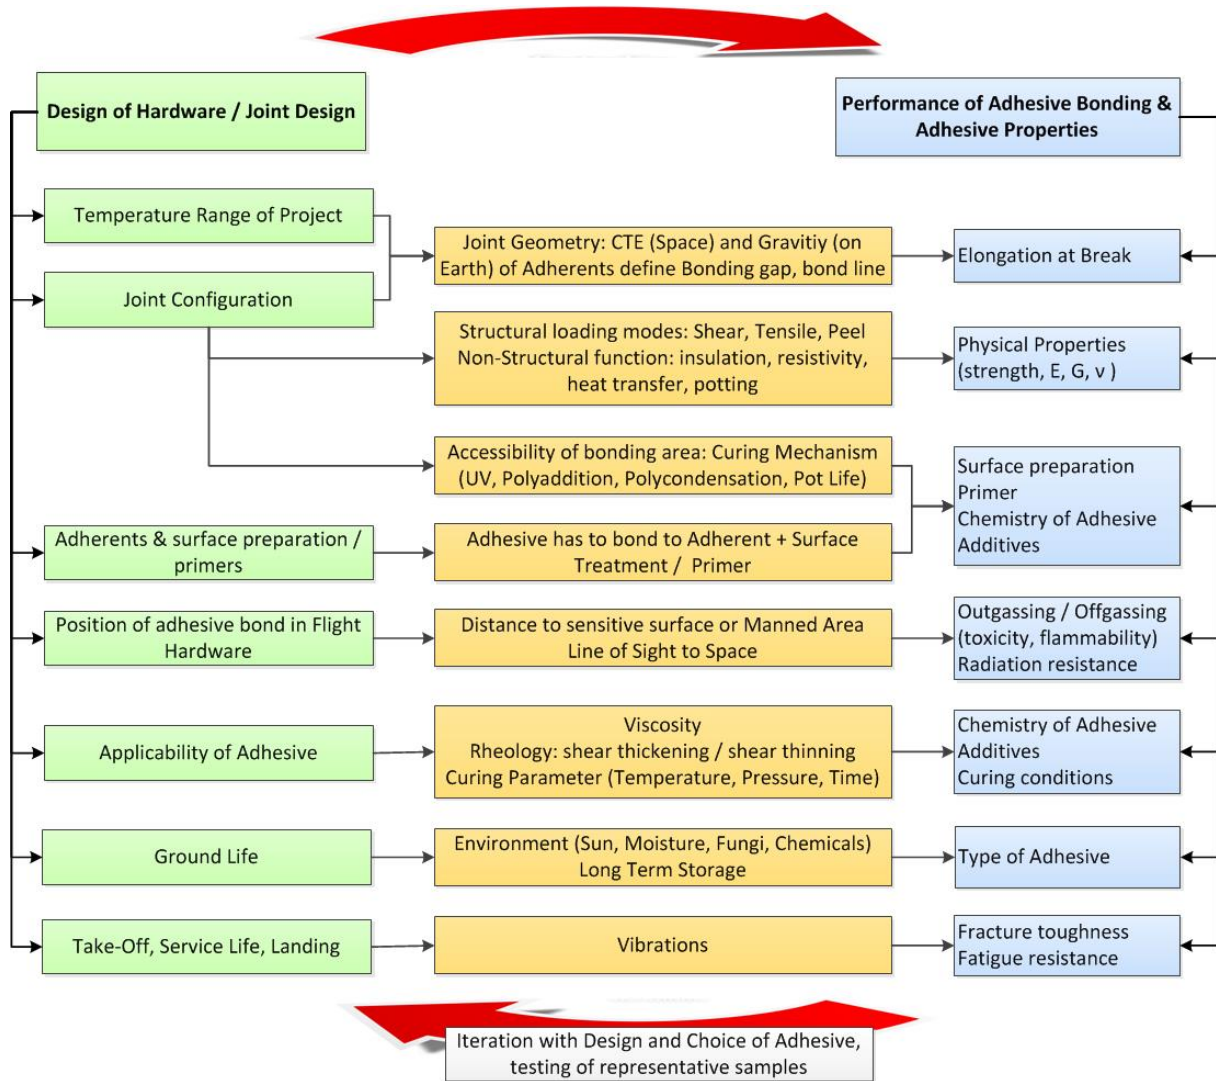 Design of Hardware / Joint Design
Performance of Adhesive Bonding &
Adhesive Properties
Temperature Range of Project
Joint Configuration
Joint Geometry: CTE (Space) and Gravitiy (on
Earth) of Adherents define Bonding gap, bond line
Elongation at Break
Structural loading modes: Shear, Tensile, Peel
Non-Structural function: insulation, resistivity,
heat transfer, potting
Physical Properties
(strength, E, G, ν )
Accessibility of bonding area: Curing Mechanism
(UV, Polyaddition, Polycondensation, Pot Life)
Surface preparation
Primer
Chemistry of Adhesive
Additives
Adherents & surface preparation /
primers
Adhesive has to bond to Adherent + Surface
Treatment / Primer
Position of adhesive bond in Flight
Hardware
Distance to sensitive surface or Manned Area
Line of Sight to Space
Outgassing / Offgassing
(toxicity, flammability)
Radiation resistance
Applicability of Adhesive
Viscosity
Rheology: shear thickening / shear thinning
Curing Parameter (Temperature, Pressure, Time)
Chemistry of Adhesive
Additives
Curing conditions
Ground Life
Environment (Sun, Moisture, Fungi, Chemicals)
Long Term Storage
Type of Adhesive
Take-Off, Service Life, Landing
Vibrations
Fracture toughness
Fatigue resistance
Iteration with Design and Choice of Adhesive,
testing of representative samples